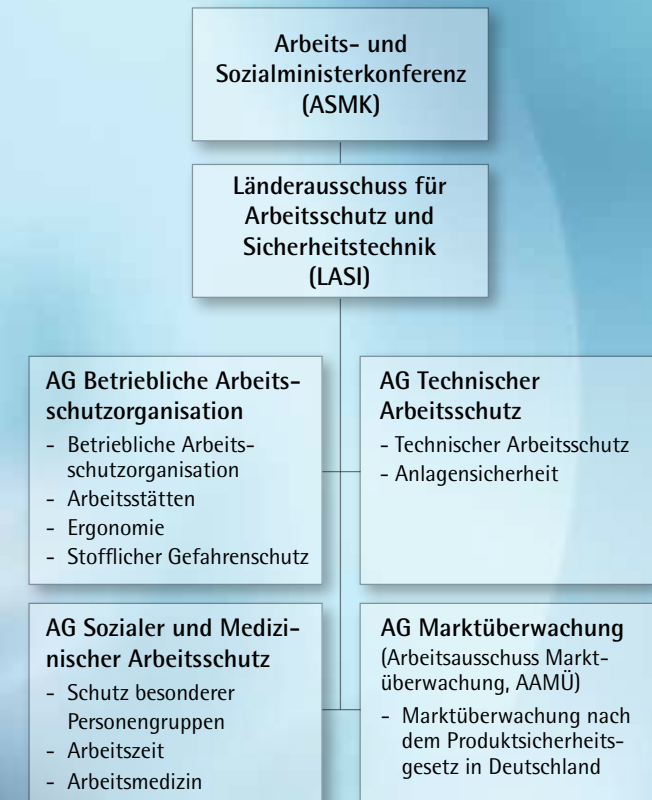 Arbeits- und
Sozialministerkonferenz
(ASMK)
Länderausschuss für
Arbeitsschutz und
Sicherheitstechnik
(LASI)
AG Betriebliche Arbeits-
schutzorganisation
- Betriebliche Arbeits-
schutzorganisation
- Arbeitsstätten
- Ergonomie
- Stofflicher Gefahrenschutz
AG Technischer
Arbeitsschutz
- Technischer Arbeitsschutz
- Anlagensicherheit
AG Sozialer und Medizi-
nischer Arbeitsschutz
- Schutz besonderer
Personengruppen
- Arbeitszeit
- Arbeitsmedizin
AG Marktüberwachung
(Arbeitsausschuss Markt-
überwachung, AAMÜ)
- Marktüberwachung nach
dem Produktsicherheits-
gesetz in Deutschland